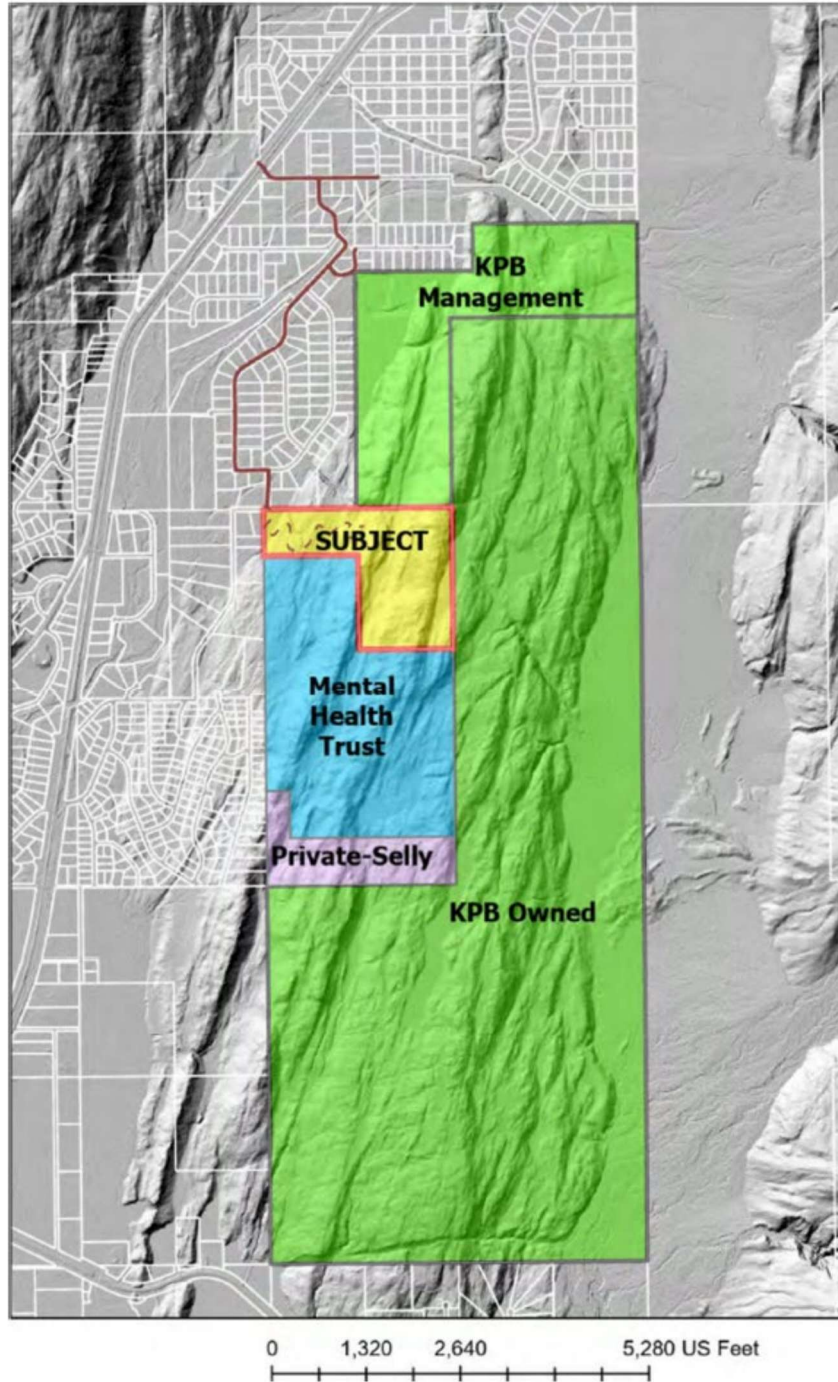 KPB
Management
SUBJECT
Mental
Health
Trust
Private-Selly
KPB Owned
0 1,320 2,640 5,280 US Feet